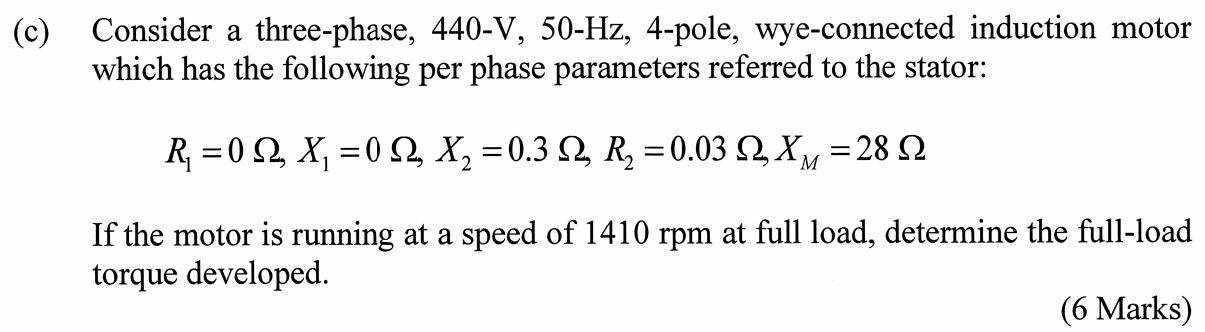 (c) Consider a three-phase, 440-V, 50-Hz, 4-pole, wye-connected induction motor
which has the following per phase parameters referred to the stator:
R₁ = 0 Ω, X₁ = 0 Ω, X₂ = 0.3 Ω, R₂ = 0.03 Ω, X_M = 28 Ω
If the motor is running at a speed of 1410 rpm at full load, determine the full-load
torque developed.
(6 Marks)